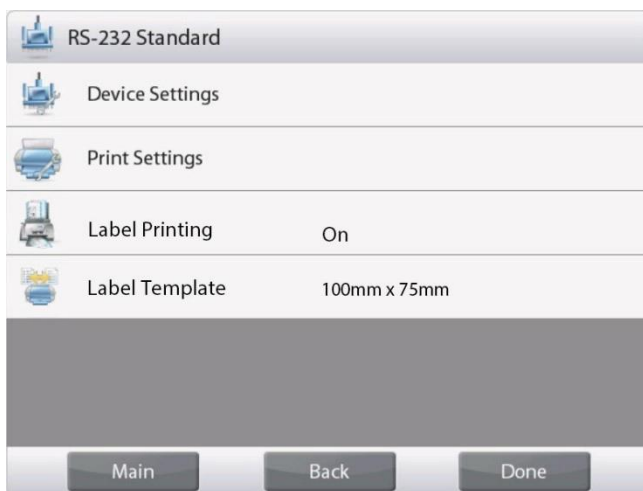 RS-232 Standard
Device Settings
Print Settings
Label Printing On
Label Template 100mm x 75mm
Main Back Done